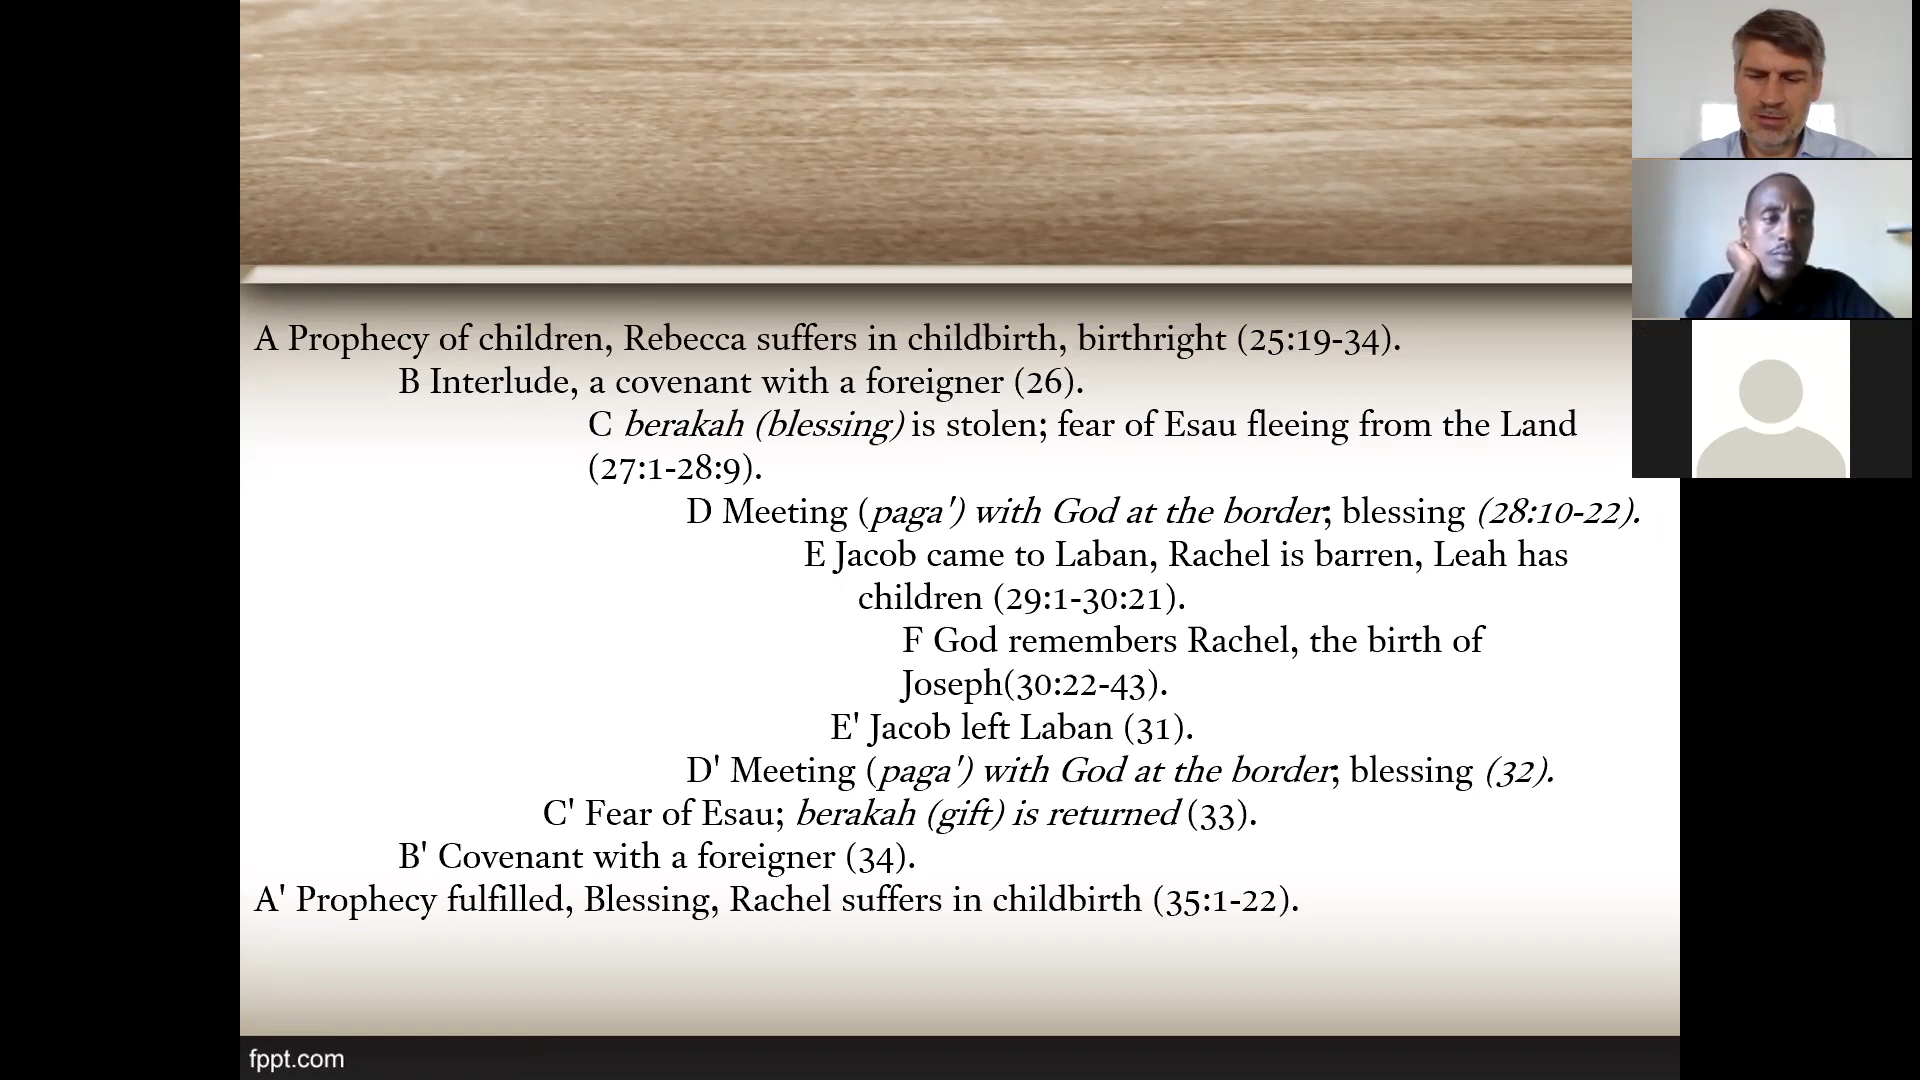 A Prophecy of children, Rebecca suffers in childbirth, birthright (25:19-34).
B Interlude, a covenant with a foreigner (26).
C berakah (blessing) is stolen; fear of Esau fleeing from the Land
(27:1-28:9).
D Meeting (paga') with God at the border; blessing (28:10-22).
E Jacob came to Laban, Rachel is barren, Leah has
children (29:1-30:21).
F God remembers Rachel, the birth of
Joseph(30:22-43).
E' Jacob left Laban (31).
D' Meeting (paga') with God at the border; blessing (32).
C' Fear of Esau; berakah (gift) is returned (33).
B' Covenant with a foreigner (34).
A' Prophecy fulfilled, Blessing, Rachel suffers in childbirth (35:1-22).
fppt.com